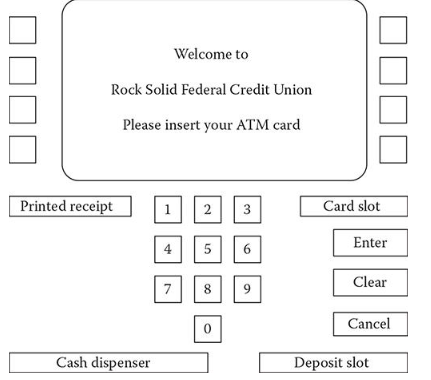 Welcome to
Rock Solid Federal Credit Union
Please insert your ATM card
Printed receipt
1 2 3
Card slot
4 5 6
Enter
7 8 9
Clear
0
Cancel
Cash dispenser
Deposit slot